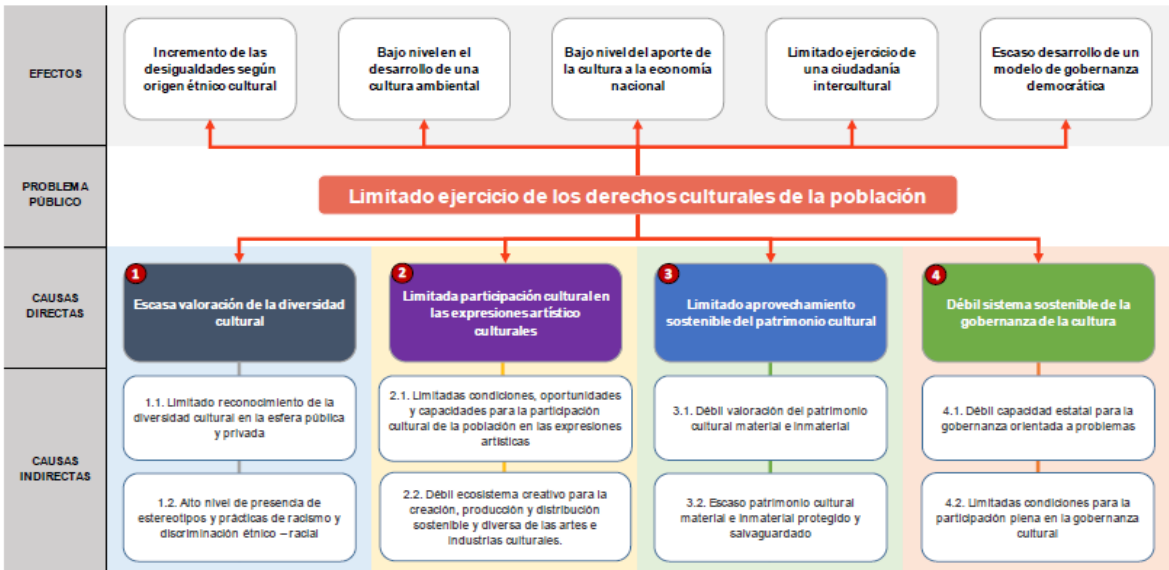 EFECTOS
Incremento de las
desigualdades según
origen étnico cultural
Bajo nivel en el
desarrollo de una
cultura ambiental
Bajo nivel del aporte de
la cultura a la economía
nacional
Limitado ejercicio de
una ciudadanía
intercultural
Escaso desarrollo de un
modelo de gobernanza
democrática
PROBLEMA
PÚBLICO
Limitado ejercicio de los derechos culturales de la población
CAUSAS
DIRECTAS
1
Escasa valoración de la diversidad
cultural
2
Limitada participación cultural en
las expresiones artístico
culturales
3
Limitado aprovechamiento
sostenible del patrimonio cultural
4
Débil sistema sostenible de la
gobernanza de la cultura
CAUSAS
INDIRECTAS
1.1. Limitado reconocimiento de la
diversidad cultural en la esfera pública
y privada
2.1. Limitadas condiciones, oportunidades
y capacidades para la participación
cultural de la población en las expresiones
artísticas
3.1. Débil valoración del patrimonio
cultural material e inmaterial
4.1. Débil capacidad estatal para la
gobernanza orientada a problemas
1.2. Alto nivel de presencia de
estereotipos y prácticas de racismo y
discriminación étnico – racial
2.2. Débil ecosistema creativo para la
creación, producción y distribución
sostenible y diversa de las artes e
industrias culturales.
3.2. Escaso patrimonio cultural
material e inmaterial protegido y
salvaguardado
4.2. Limitadas condiciones para la
participación plena en la gobernanza
cultural